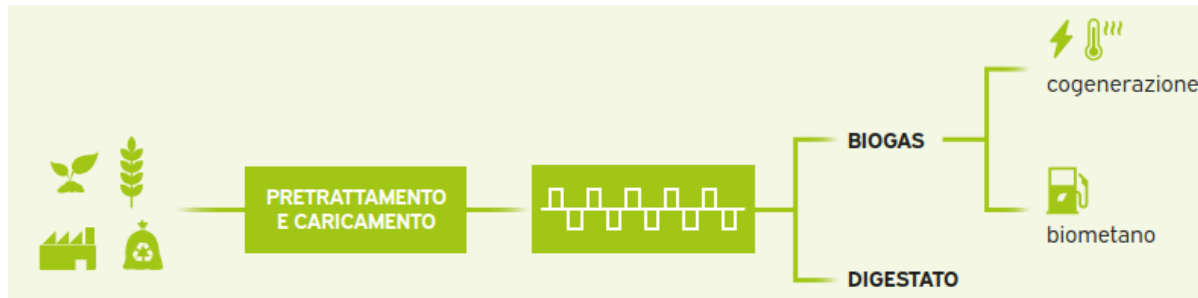 PRETRATTAMENTO
E CARICAMENTO
BIOGAS
cogenerazione
biometano
DIGESTATO